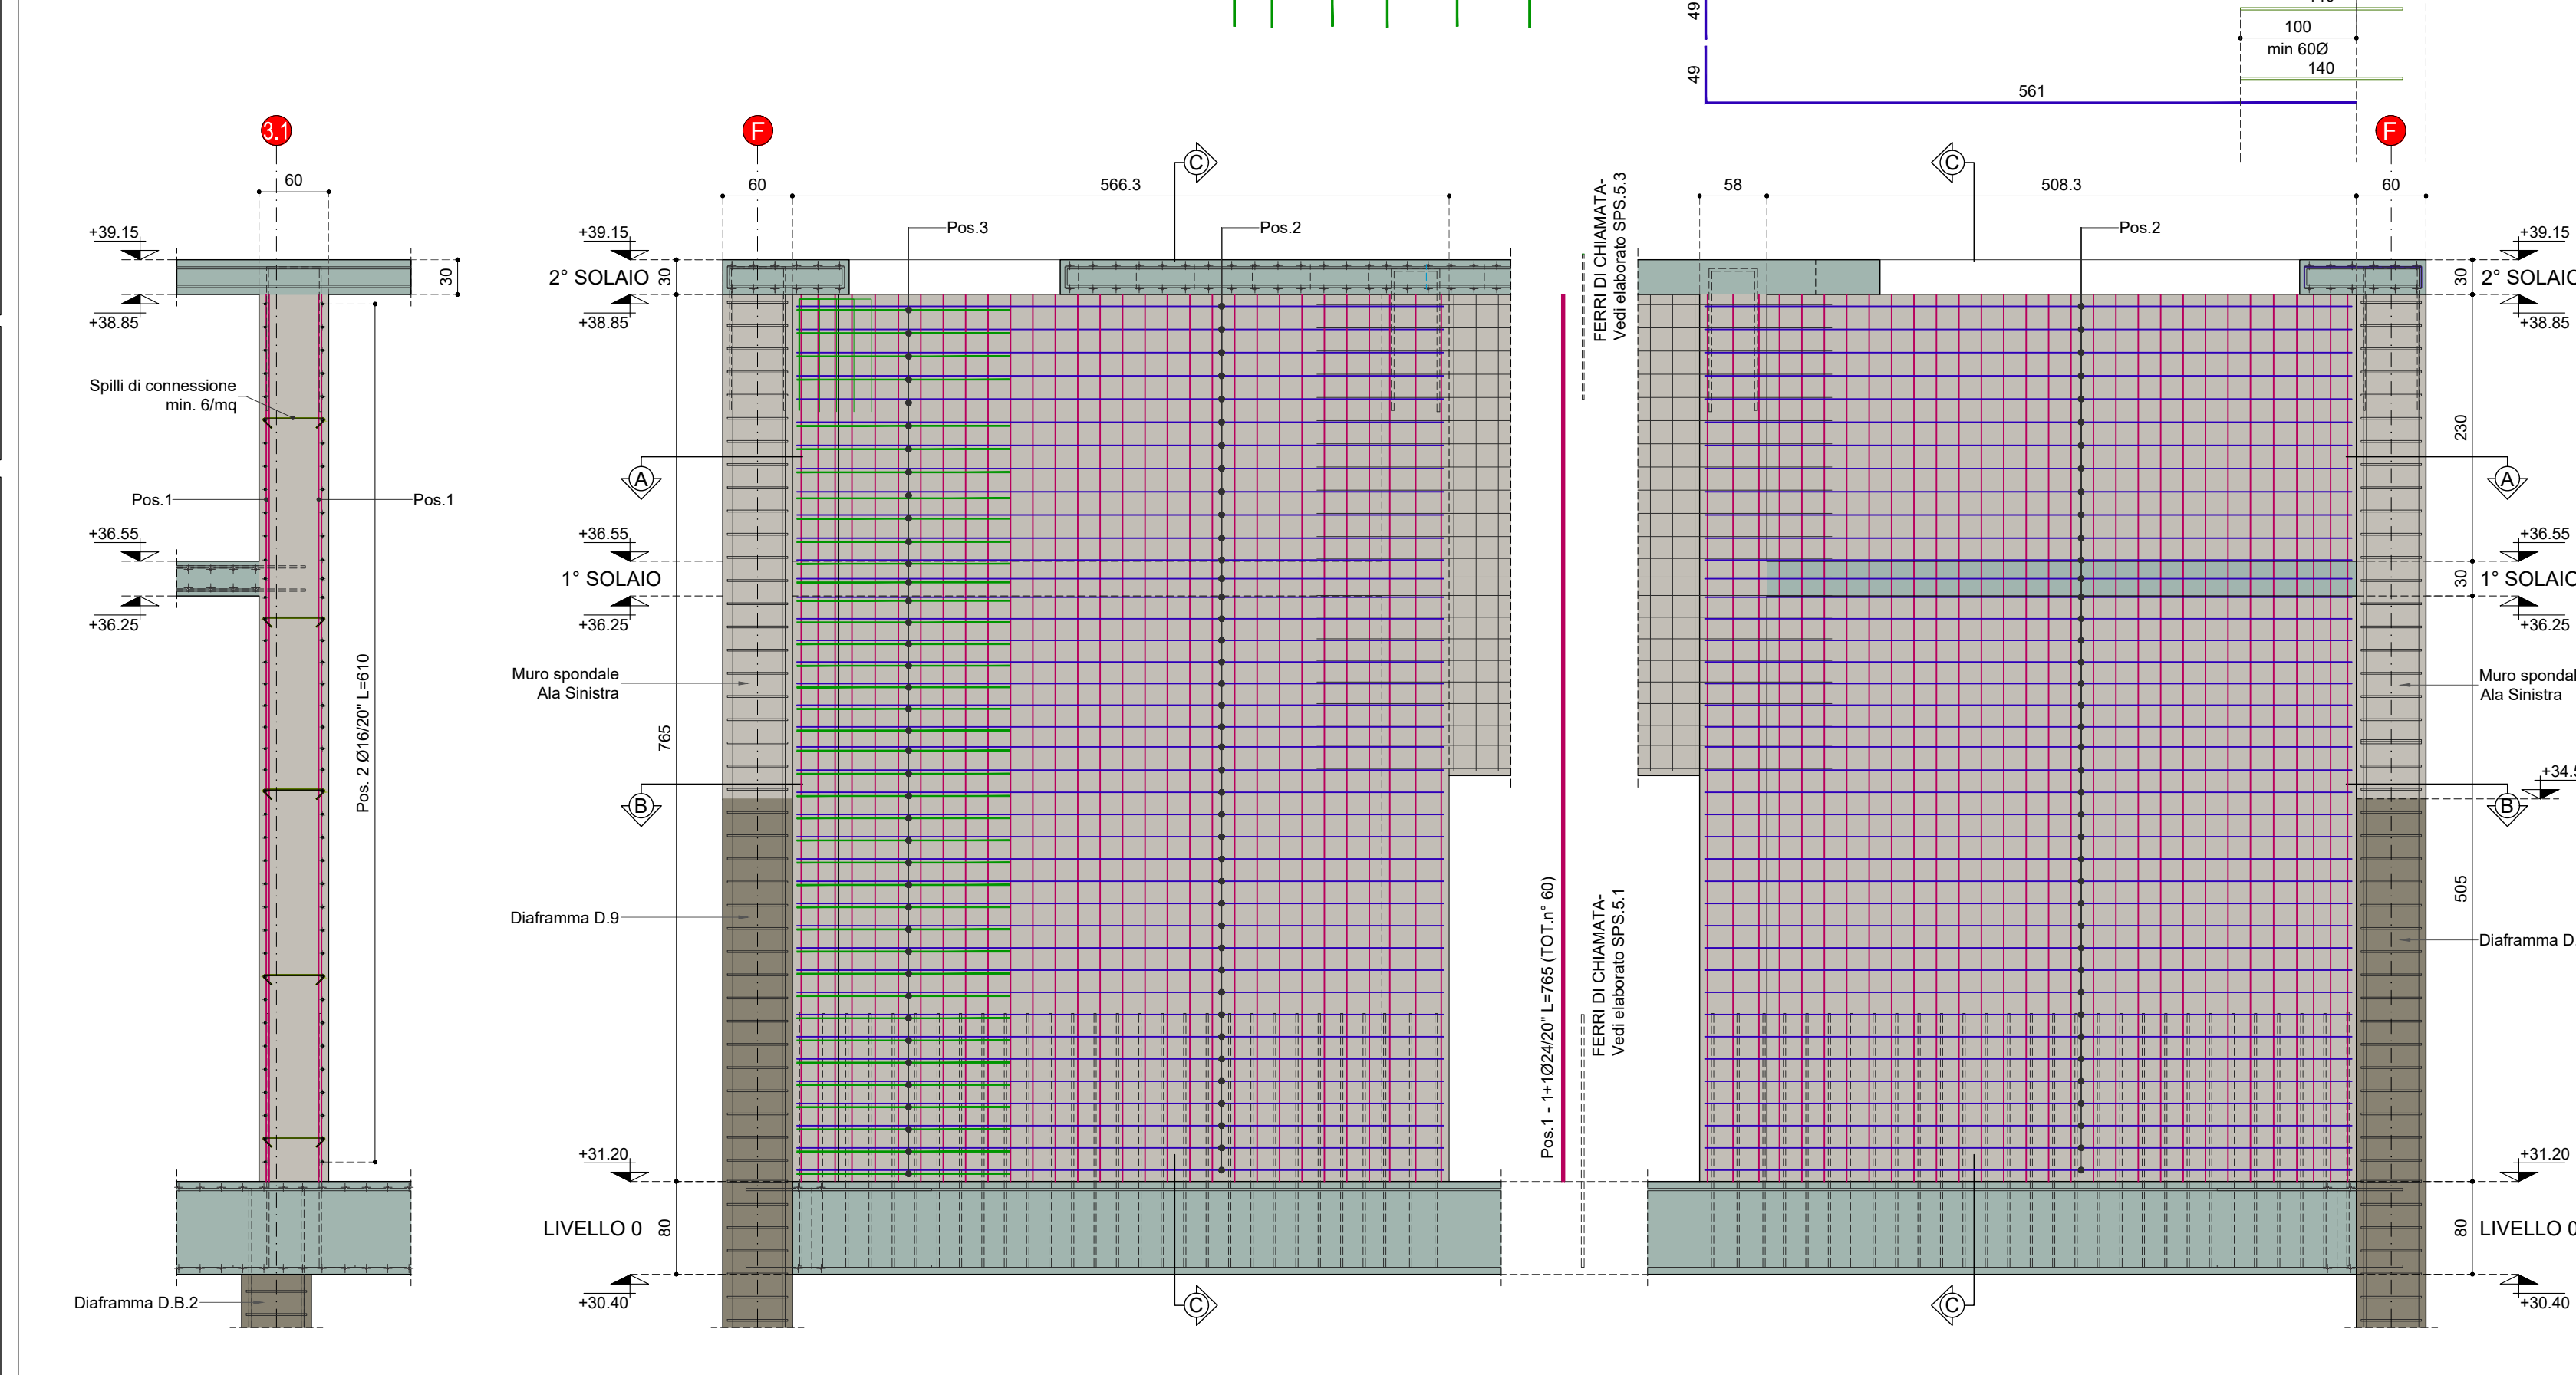 49
49
561
140
100
min 60Ø
140
3.1
F
F
60
60
566.3
58
508.3
60
C
C
Pos.3
Pos.2
Pos.2
+39.15
30
+38.85
+39.15
2° SOLAIO
30
+38.85
+39.15
30
2° SOLAIO
+38.85
FERRI DI CHIAMATA-
Vedi elaborato SPS.5.3
Spilli di connessione
min. 6/mq
Pos.1
Pos.1
A
A
230
+36.55
+36.25
+36.55
1° SOLAIO
+36.25
+36.55
30
1° SOLAIO
+36.25
Pos. 2 Ø16/20" L=610
Muro spondale
Ala Sinistra
765
Ala Sinistra
B
B
Diaframma D.9
505
Pos.1 - 1+1Ø24/20" L=765 (TOT.n° 60)
FERRI DI CHIAMATA-
Vedi elaborato SPS.5.1
+31.20
+31.20
LIVELLO 0
80
80
LIVELLO 0
Diaframma D.B.2
+30.40
C
C
+30.40